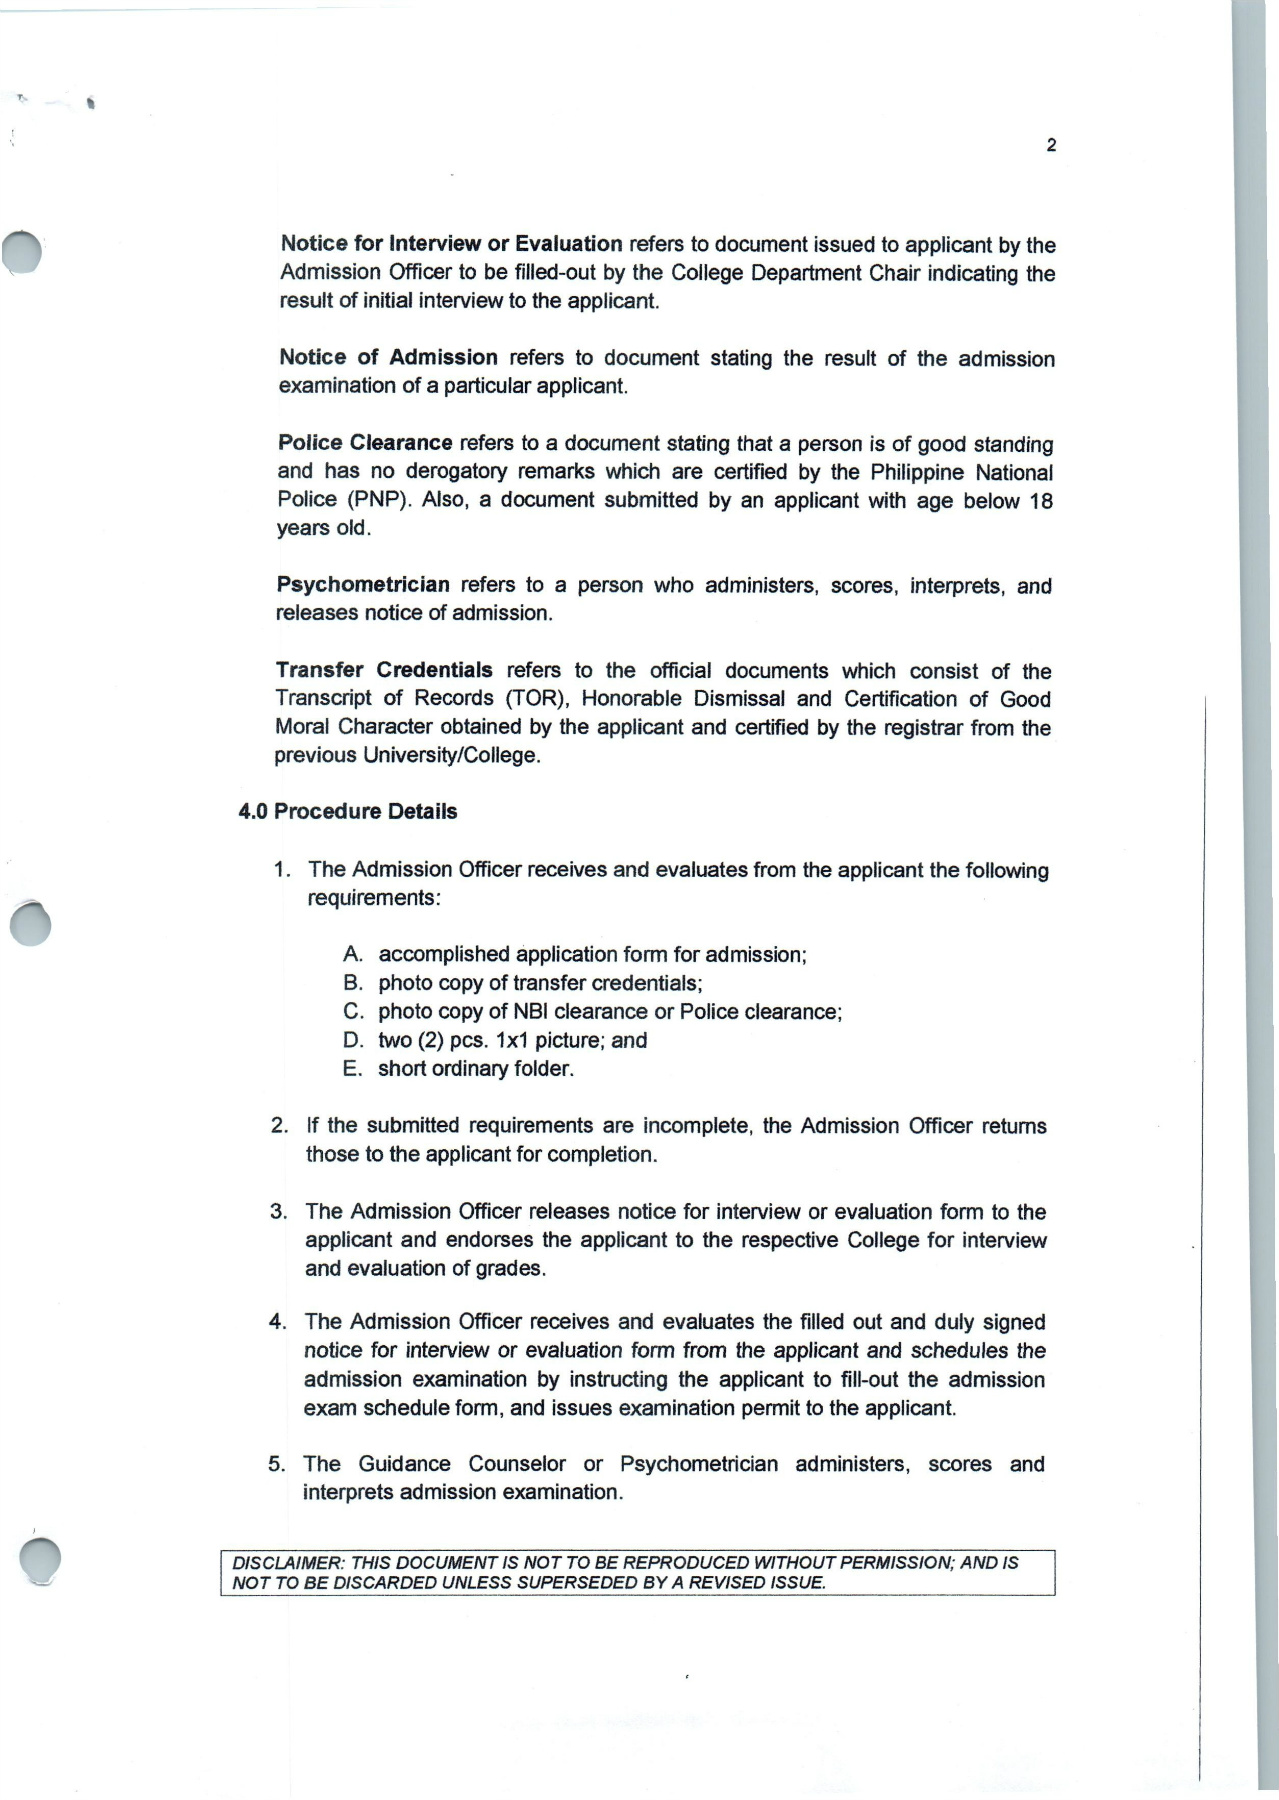 2
Notice for Interview or Evaluation refers to document issued to applicant by the
Admission Officer to be filled-out by the College Department Chair indicating the
result of initial interview to the applicant.
Notice of Admission refers to document stating the result of the admission
examination of a particular applicant.
Police Clearance refers to a document stating that a person is of good standing
and has no derogatory remarks which are certified by the Philippine National
Police (PNP). Also, a document submitted by an applicant with age below 18
years old.
Psychometrician refers to a person who administers, scores, interprets, and
releases notice of admission.
Transfer Credentials refers to the official documents which consist of the
Transcript of Records (TOR), Honorable Dismissal and Certification of Good
Moral Character obtained by the applicant and certified by the registrar from the
previous University/College.
4.0 Procedure Details
1. The Admission Officer receives and evaluates from the applicant the following
requirements:
A. accomplished application form for admission;
B. photo copy of transfer credentials;
C. photo copy of NBI clearance or Police clearance;
D. two (2) pcs. 1x1 picture; and
E. short ordinary folder.
2. If the submitted requirements are incomplete, the Admission Officer returns
those to the applicant for completion.
3. The Admission Officer releases notice for interview or evaluation form to the
applicant and endorses the applicant to the respective College for interview
and evaluation of grades.
4. The Admission Officer receives and evaluates the filled out and duly signed
notice for interview or evaluation form from the applicant and schedules the
admission examination by instructing the applicant to fill-out the admission
exam schedule form, and issues examination permit to the applicant.
5. The Guidance Counselor or Psychometrician administers, scores and
interprets admission examination.
DISCLAIMER: THIS DOCUMENT IS NOT TO BE REPRODUCED WITHOUT PERMISSION; AND IS
NOT TO BE DISCARDED UNLESS SUPERSEDED BY A REVISED ISSUE.